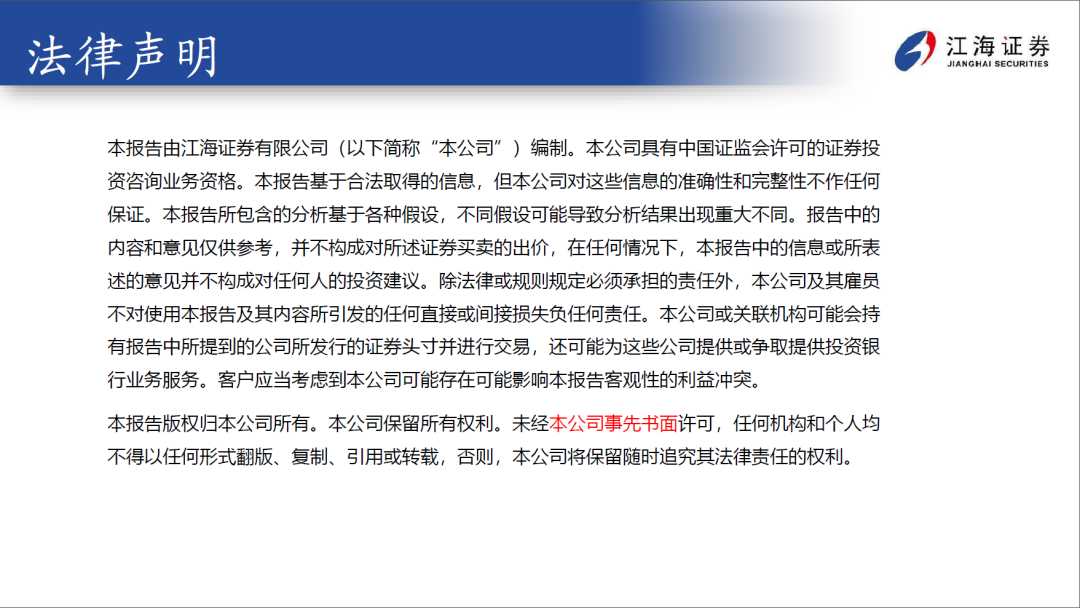 法律声明
江海证券
JIANGHAI SECURITIES
本报告由江海证券有限公司（以下简称“本公司”）编制。本公司具有中国证监会许可的证券投
资咨询业务资格。本报告基于合法取得的信息，但本公司对这些信息的准确性和完整性不作任何
保证。本报告所包含的分析基于各种假设，不同假设可能导致分析结果出现重大不同。报告中的
内容和意见仅供参考，并不构成对所述证券买卖的出价，在任何情况下，本报告中的信息或所表
述的意见并不构成对任何人的投资建议。除法律或规则规定必须承担的责任外，本公司及其雇员
不对使用本报告及其内容所引发的任何直接或间接损失负任何责任。本公司或关联机构可能会持
有报告中所提到的公司所发行的证券头寸并进行交易，还可能为这些公司提供或争取提供投资银
行业务服务。客户应当考虑到本公司可能存在可能影响本报告客观性的利益冲突。
本报告版权归本公司所有。本公司保留所有权利。未经本公司事先书面许可，任何机构和个人均
不得以任何形式翻版、复制、引用或转载，否则，本公司将保留随时追究其法律责任的权利。